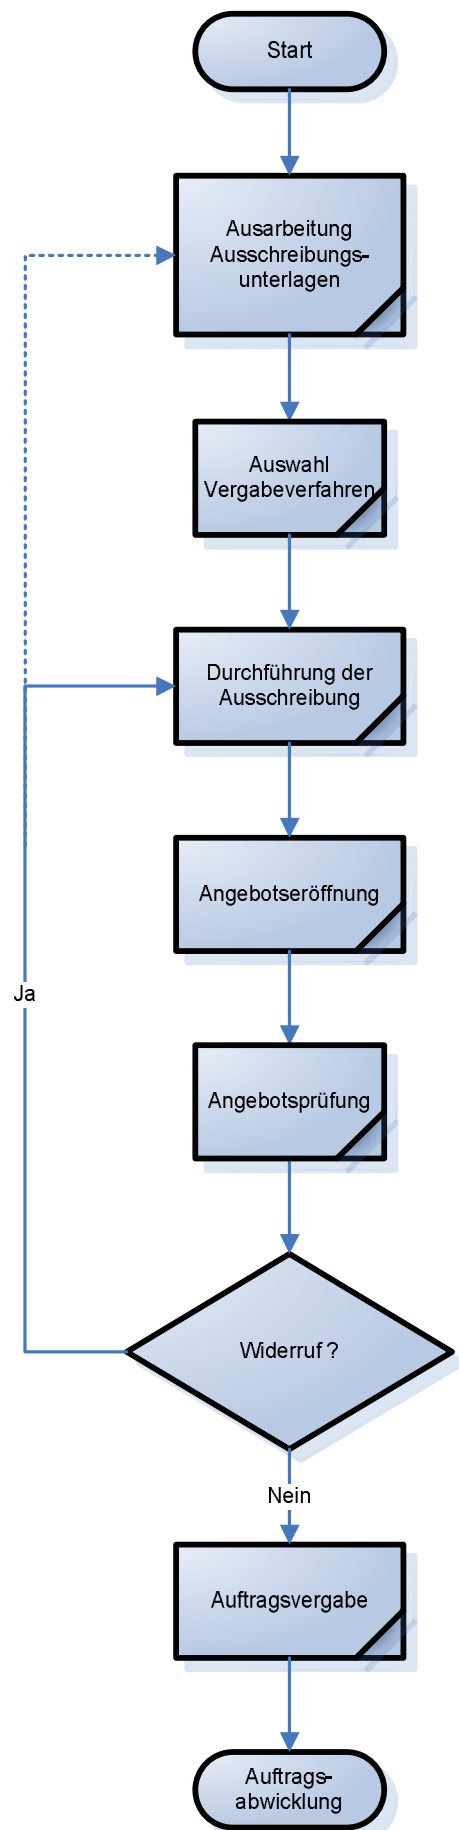 Start
Ausarbeitung
Ausschreibungs-
unterlagen
Auswahl
Vergabeverfahren
Durchführung der
Ausschreibung
Angebotseröffnung
Ja
Angebotsprüfung
Widerruf ?
Nein
Auftragsvergabe
Auftrags-
abwicklung